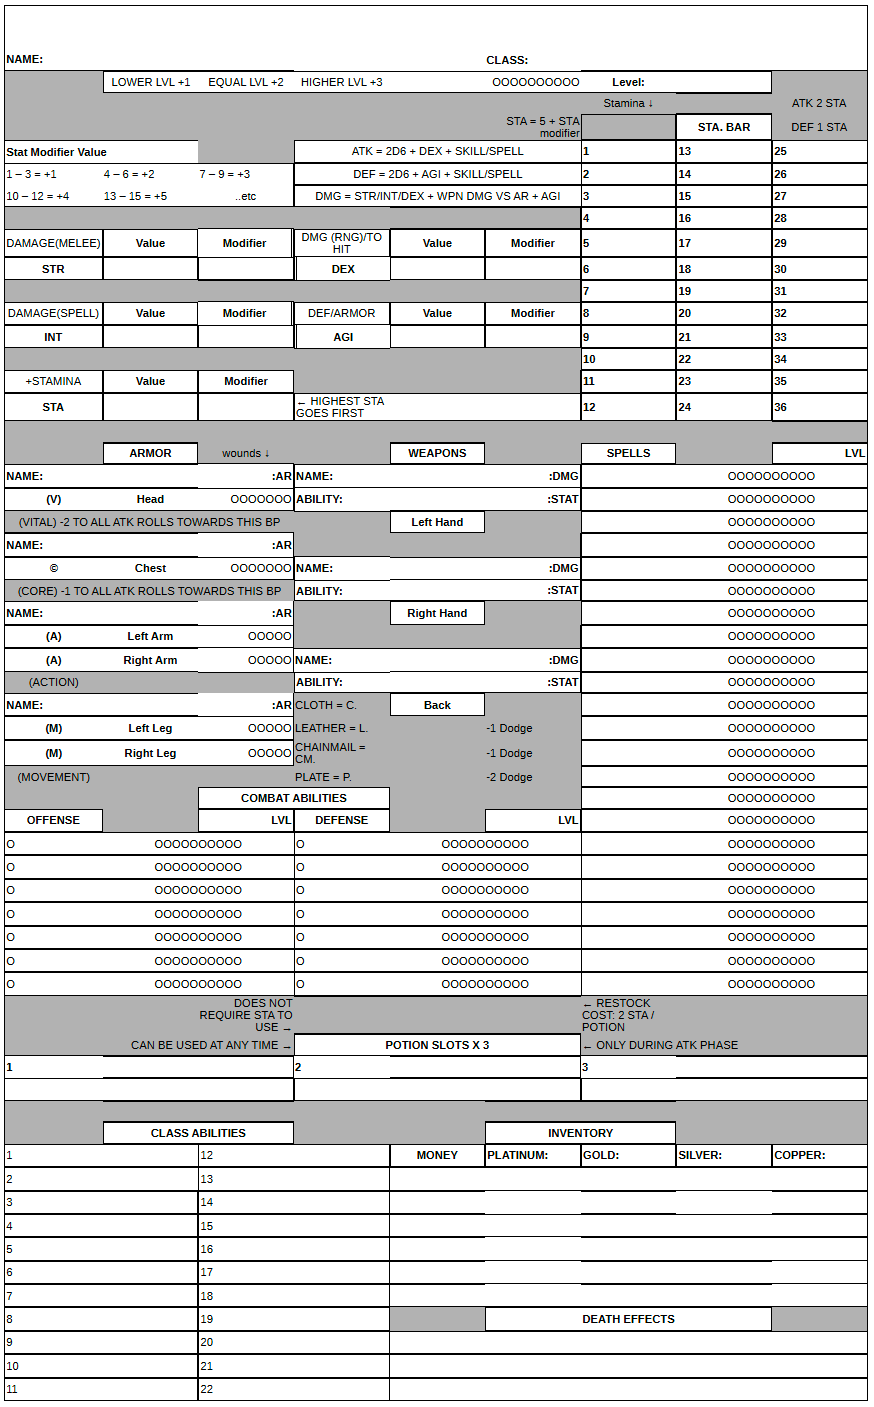 NAME: CLASS:
LOWER LVL +1 EQUAL LVL +2 HIGHER LVL +3 OOOOOOOOOO Level:
Stamina ↓ ATK 2 STA
STA = 5 + STA
modifier STA. BAR DEF 1 STA
Stat Modifier Value ATK = 2D6 + DEX + SKILL/SPELL 1 13 25
1 – 3 = +1 4 – 6 = +2 7 – 9 = +3 DEF = 2D6 + AGI + SKILL/SPELL 2 14 26
10 – 12 = +4 13 – 15 = +5 ..etc DMG = STR/INT/DEX + WPN DMG VS AR + AGI 3 15 27
4 16 28
DAMAGE(MELEE) Value Modifier DMG (RNG)/TO
HIT Value Modifier 5 17 29
STR DEX 6 18 30
7 19 31
DAMAGE(SPELL) Value Modifier DEF/ARMOR Value Modifier 8 20 32
INT AGI 9 21 33
10 22 34
+STAMINA Value Modifier 11 23 35
STA ← HIGHEST STA
GOES FIRST 12 24 36
ARMOR wounds ↓ WEAPONS SPELLS LVL
NAME: :AR NAME: :DMG OOOOOOOOOO
(V) Head OOOOOOO ABILITY: :STAT OOOOOOOOOO
(VITAL) -2 TO ALL ATK ROLLS TOWARDS THIS BP Left Hand OOOOOOOOOO
NAME: :AR OOOOOOOOOO
© Chest OOOOOOO NAME: :DMG OOOOOOOOOO
(CORE) -1 TO ALL ATK ROLLS TOWARDS THIS BP ABILITY: :STAT OOOOOOOOOO
NAME: :AR Right Hand OOOOOOOOOO
(A) Left Arm OOOOO OOOOOOOOOO
(A) Right Arm OOOOO NAME: :DMG OOOOOOOOOO
(ACTION) ABILITY: :STAT OOOOOOOOOO
NAME: :AR CLOTH = C. Back OOOOOOOOOO
(M) Left Leg OOOOO LEATHER = L. -1 Dodge OOOOOOOOOO
(M) Right Leg OOOOO CHAINMAIL =
CM. -1 Dodge OOOOOOOOOO
(MOVEMENT) PLATE = P. -2 Dodge OOOOOOOOOO
COMBAT ABILITIES OOOOOOOOOO
OFFENSE LVL DEFENSE LVL OOOOOOOOOO
O OOOOOOOOOO O OOOOOOOOOO OOOOOOOOOO
O OOOOOOOOOO O OOOOOOOOOO OOOOOOOOOO
O OOOOOOOOOO O OOOOOOOOOO OOOOOOOOOO
O OOOOOOOOOO O OOOOOOOOOO OOOOOOOOOO
O OOOOOOOOOO O OOOOOOOOOO OOOOOOOOOO
O OOOOOOOOOO O OOOOOOOOOO OOOOOOOOOO
O OOOOOOOOOO O OOOOOOOOOO OOOOOOOOOO
DOES NOT ← RESTOCK
REQUIRE STA TO COST: 2 STA /
USE → POTION
CAN BE USED AT ANY TIME → POTION SLOTS X 3 ← ONLY DURING ATK PHASE
1 2 3
CLASS ABILITIES INVENTORY
1 12 MONEY PLATINUM: GOLD: SILVER: COPPER:
2 13
3 14
4 15
5 16
6 17
7 18
8 19 DEATH EFFECTS
9 20
10 21
11 22